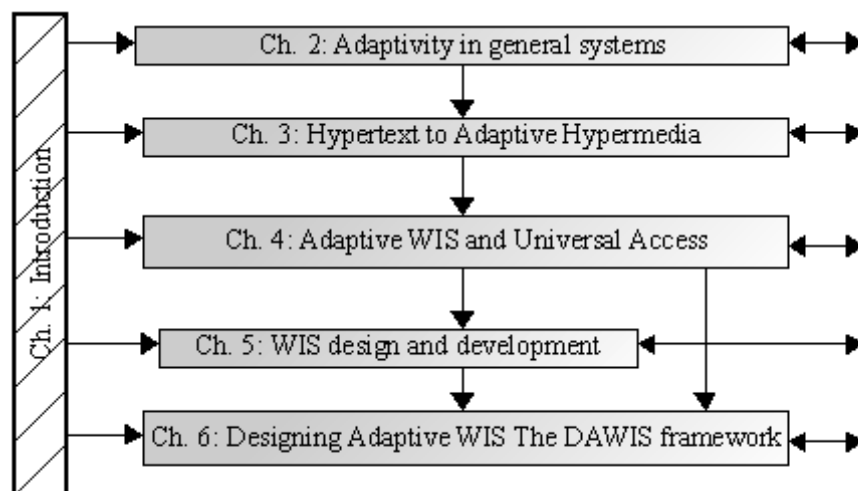 Ch. 1: Introduction
Ch. 2: Adaptivity in general systems
Ch. 3: Hypertext to Adaptive Hypermedia
Ch. 4: Adaptive WIS and Universal Access
Ch. 5: WIS design and development
Ch. 6: Designing Adaptive WIS The DAWIS framework